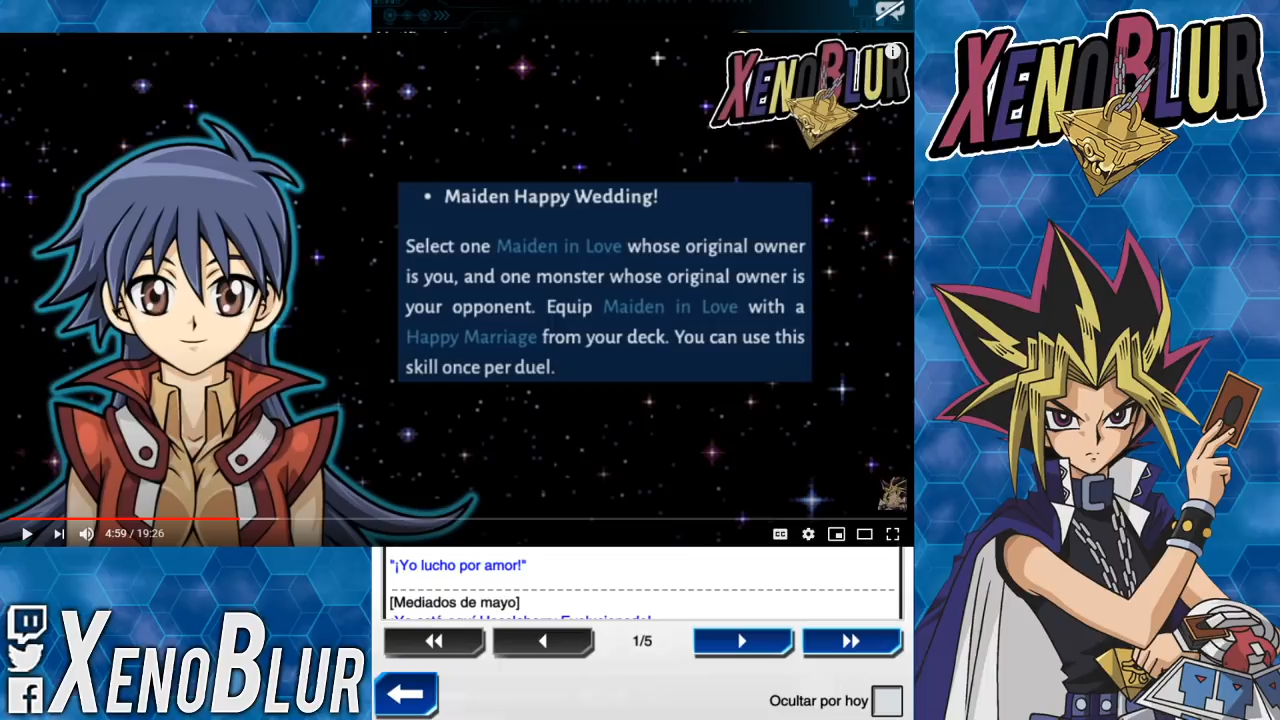 XENOBLUR
XENOBLUR
• Maiden Happy Wedding!
Select one Maiden in Love whose original owner
is you, and one monster whose original owner is
your opponent. Equip Maiden in Love with a
Happy Marriage from your deck. You can use this
skill once per duel.
4:59 / 19:26
CC
"¡Yo lucho por amor!"
[Mediados de mayo]
1/5
Ocultar por hoy
XENOBLUR